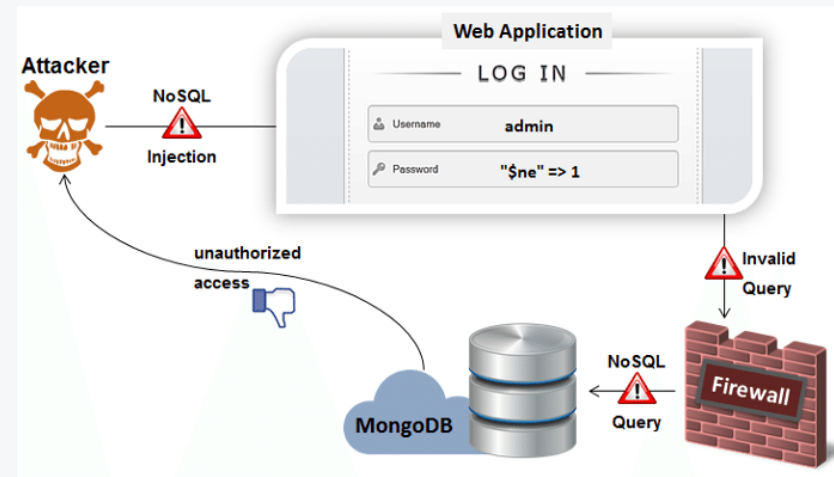 Web Application
Attacker
LOG IN
NoSQL
Injection
Username admin
Password "$ne" => 1
unauthorized
access
Invalid
Query
NoSQL
Query
Firewall
MongoDB